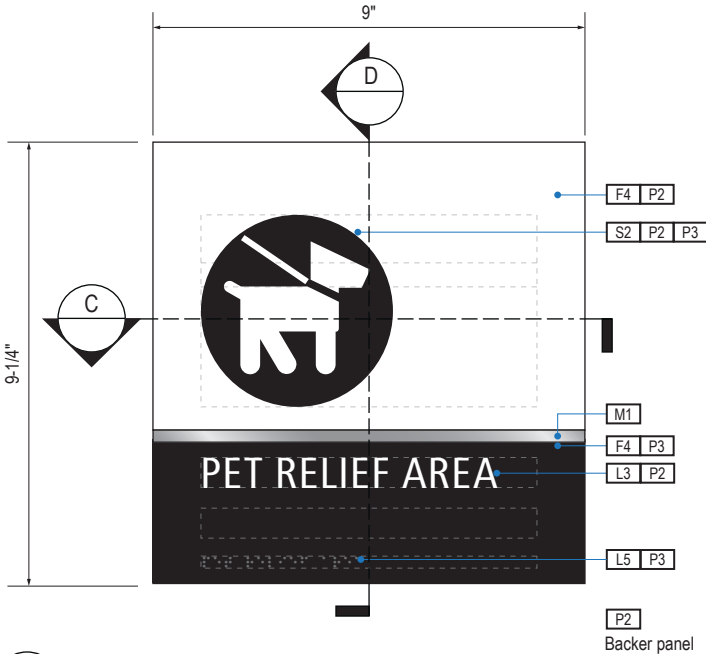 9"
D
F4 P2
S2 P2 P3
C
9-1/4"
M1
F4 P3
PET RELIEF AREA
L3 P2
L5 P3
P2
Backer panel